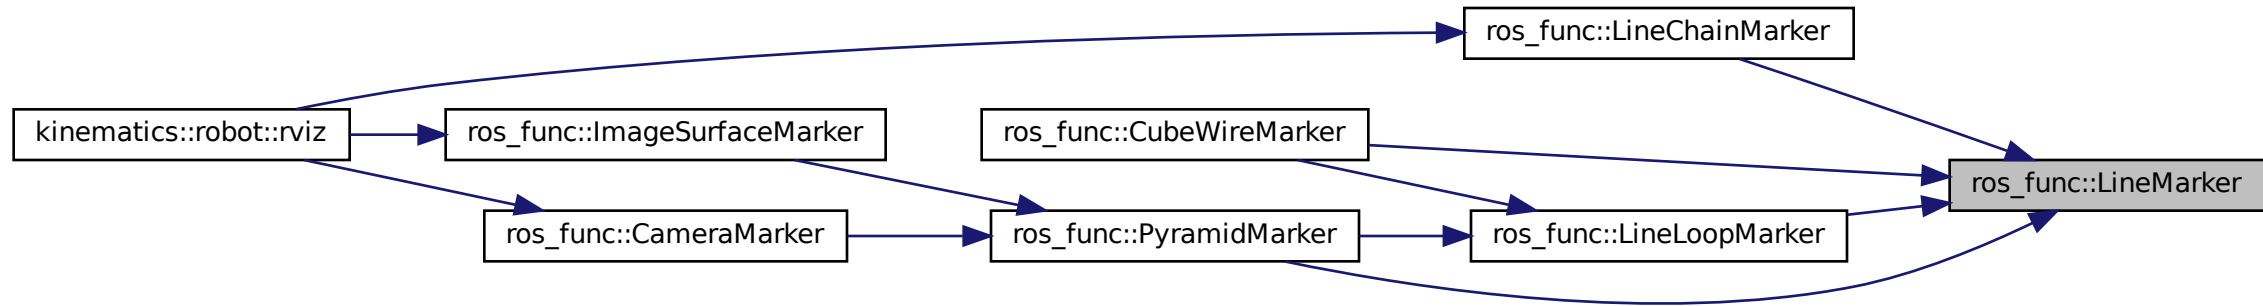 ros_func::LineChainMarker
kinematics::robot::rviz
ros_func::ImageSurfaceMarker
ros_func::CubeWireMarker
ros_func::LineMarker
ros_func::CameraMarker
ros_func::PyramidMarker
ros_func::LineLoopMarker